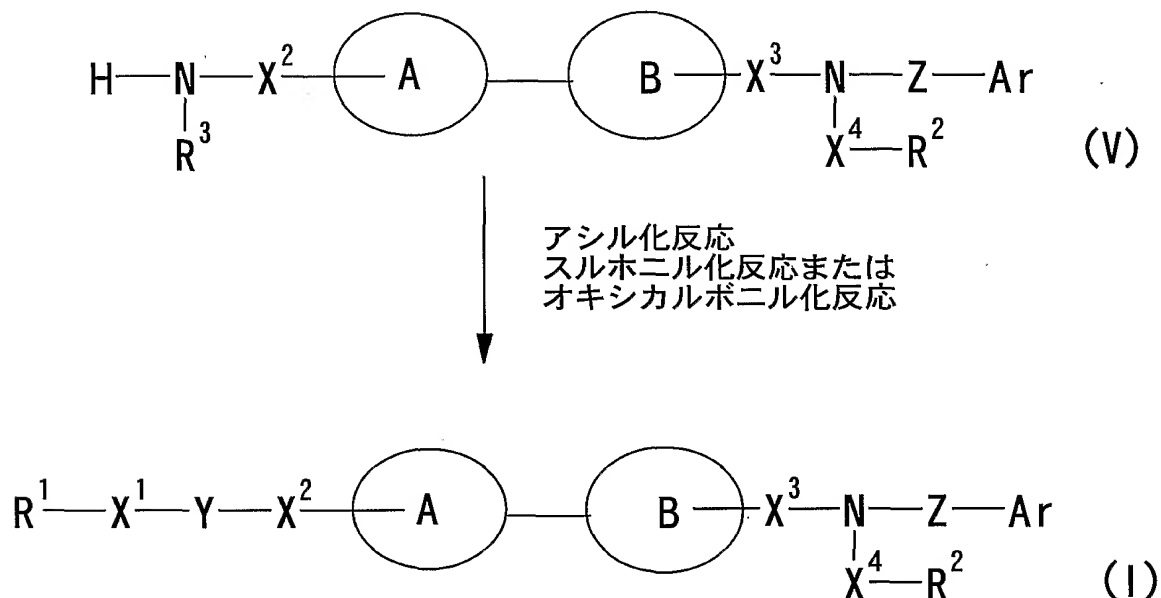 H—N—X² A B X³—N—Z—Ar
R³ X⁴—R² (V)
アシル化反応
スルホニル化反応または
オキシカルボニル化反応
R¹—X¹—Y—X² A B X³—N—Z—Ar
X⁴—R² (I)